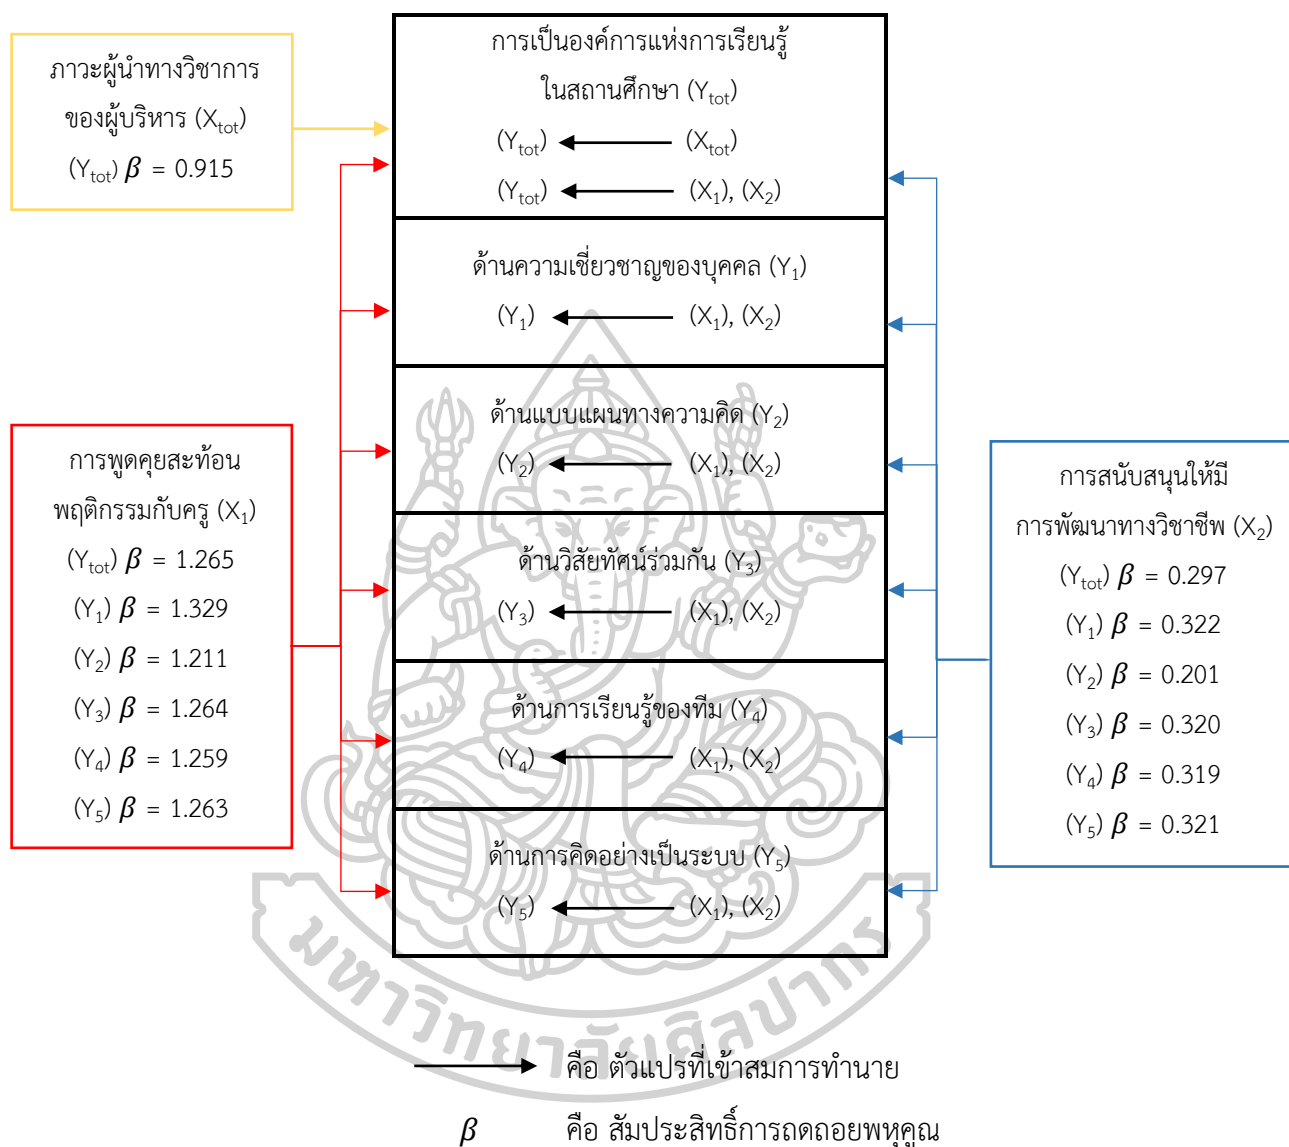 ภาวะผู้นำทางวิชาการ
ของผู้บริหาร (Xtot)
(Ytot) β = 0.915
การเป็นองค์การแห่งการเรียนรู้
ในสถานศึกษา (Ytot)
(Ytot) (Xtot)
(Ytot) (X1), (X2)
ด้านความเชี่ยวชาญของบุคคล (Y1)
(Y1) (X1), (X2)
ด้านแบบแผนทางความคิด (Y2)
(Y2) (X1), (X2)
ด้านวิสัยทัศน์ร่วมกัน (Y3)
(Y3) (X1), (X2)
ด้านการเรียนรู้ของทีม (Y4)
(Y4) (X1), (X2)
ด้านการคิดอย่างเป็นระบบ (Y5)
(Y5) (X1), (X2)
การพูดคุยสะท้อน
พฤติกรรมกับครู (X1)
(Ytot) β = 1.265
(Y1) β = 1.329
(Y2) β = 1.211
(Y3) β = 1.264
(Y4) β = 1.259
(Y5) β = 1.263
การสนับสนุนให้มี
การพัฒนาทางวิชาชีพ (X2)
(Ytot) β = 0.297
(Y1) β = 0.322
(Y2) β = 0.201
(Y3) β = 0.320
(Y4) β = 0.319
(Y5) β = 0.321
มหาวิทยาลัยศิลปากร
คือ ตัวแปรที่เข้าสมการทำนาย
β คือ สัมประสิทธิ์การถดถอยพหุคูณ